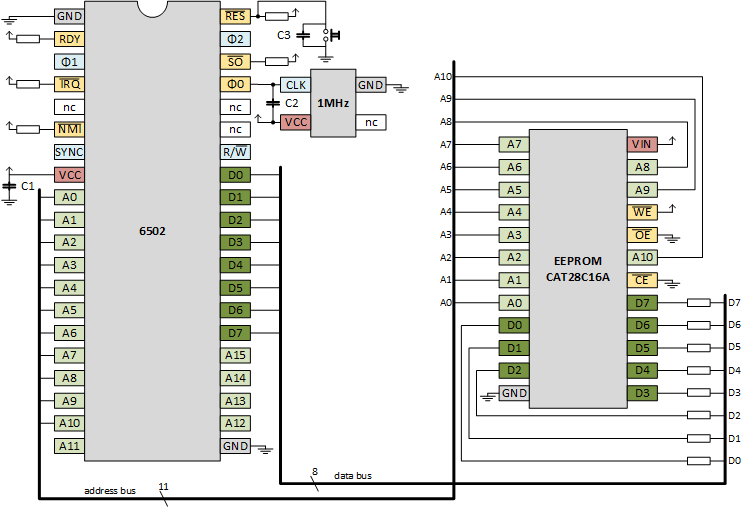 GND
RES
RDY
Φ2
C3
Φ1
SO
IRQ
Φ0
CLK
GND
nc
nc
C2
1MHz
NMI
nc
VCC
nc
SYNC
R/W
VCC
D0
C1
A0
D1
A1
D2
6502
A2
D3
A3
D4
A4
D5
A5
D6
A6
D7
A7
A15
A8
A14
A9
A13
A10
A12
A11
GND
address bus
11
8
data bus
A10
A9
A8
A7
A7
VIN
A6
A6
A8
A5
A5
A9
A4
A4
WE
A3
A3
OE
EEPROM
CAT28C16A
A2
A2
A10
A1
A1
CE
A0
A0
D7
D7
D0
D6
D6
D1
D5
D5
D2
D4
D4
GND
D3
D3
D2
D1
D0